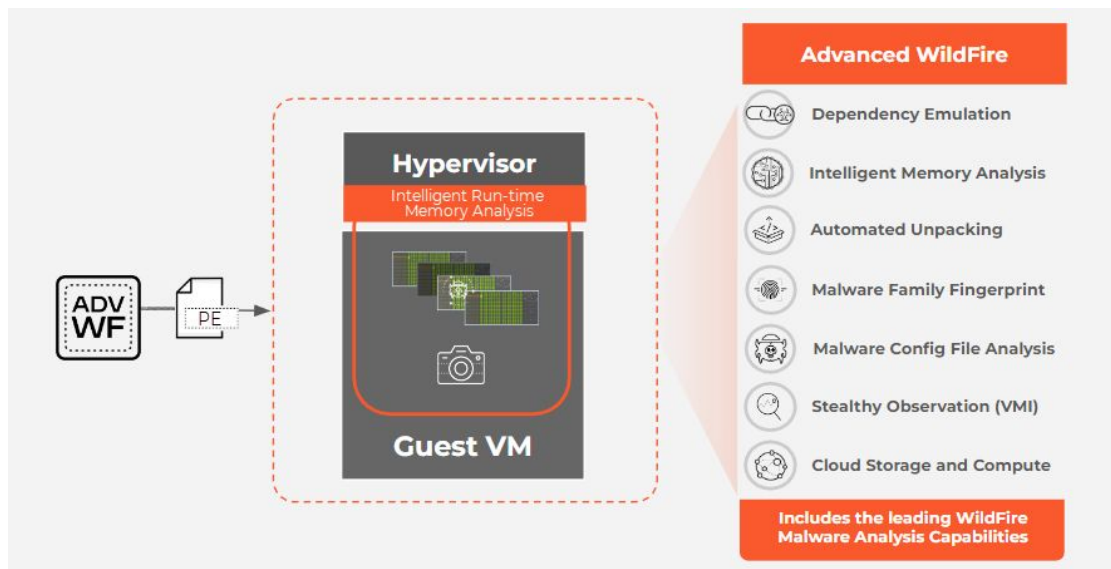 Advanced WildFire
Dependency Emulation
Hypervisor
Intelligent Run-time
Memory Analysis
Intelligent Memory Analysis
Automated Unpacking
ADV
WF
PE
Malware Family Fingerprint
Malware Config File Analysis
Stealthy Observation (VMI)
Guest VM
Cloud Storage and Compute
Includes the leading WildFire
Malware Analysis Capabilities